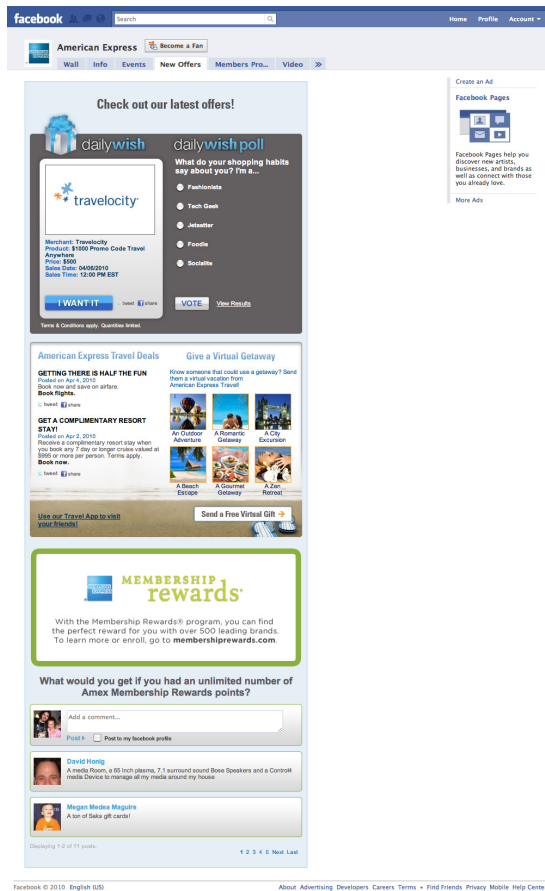 facebook
Search
Home Profile Account
American Express
Become a Fan
Wall Info Events New Offers Members Pro... Video »
Create an Ad
Facebook Pages
Facebook Pages help you
discover new artists,
businesses, and brands as
well as connect with those
you already love.
More Ads
Check out our latest offers!
dailywish
travelocity
Merchant: Travelocity
Product: $1000 Promo Code Travel
Anywhere
Price: $500
Sales Date: 04/06/2010
Sales Time: 12:00 PM EST
I WANT IT
tweet share
Terms & Conditions apply. Quantities limited.
dailywish poll
What do your shopping habits
say about you? I'm a...
Fashionista
Tech Geek
Jetsetter
Foodie
Socialite
VOTE View Results
American Express Travel Deals
GETTING THERE IS HALF THE FUN
Posted on Apr 4, 2010
Book now and save on airfare.
Book flights.
tweet share
GET A COMPLIMENTARY RESORT
STAY!
Posted on Apr 2, 2010
Receive a complimentary resort stay when
you book any 7 day or longer cruise valued at
$995 or more per person. Terms apply.
Book now.
tweet share
Use our Travel App to visit
your friends!
Give a Virtual Getaway
Know someone that could use a getaway? Send
them a virtual vacation from
American Express Travel!
An Outdoor
Adventure
A Romantic
Getaway
A City
Excursion
A Beach
Escape
A Gourmet
Getaway
A Zen
Retreat
Send a Free Virtual Gift
MEMBERSHIP
rewards
With the Membership Rewards® program, you can find
the perfect reward for you with over 500 leading brands.
To learn more or enroll, go to membershiprewards.com.
What would you get if you had an unlimited number of
Amex Membership Rewards points?
Add a comment...
Post Post to my facebook profile
David Honig
A media Room, a 65 Inch plasma, 7.1 surround sound Bose Speakers and a Control4
media Device to manage all my media around my house
Megan Medea Maguire
A ton of Saks gift cards!
Displaying 1-2 of 11 posts.
1 2 3 4 5 Next Last
Facebook © 2010 English (US)
About Advertising Developers Careers Terms • Find Friends Privacy Mobile Help Cente